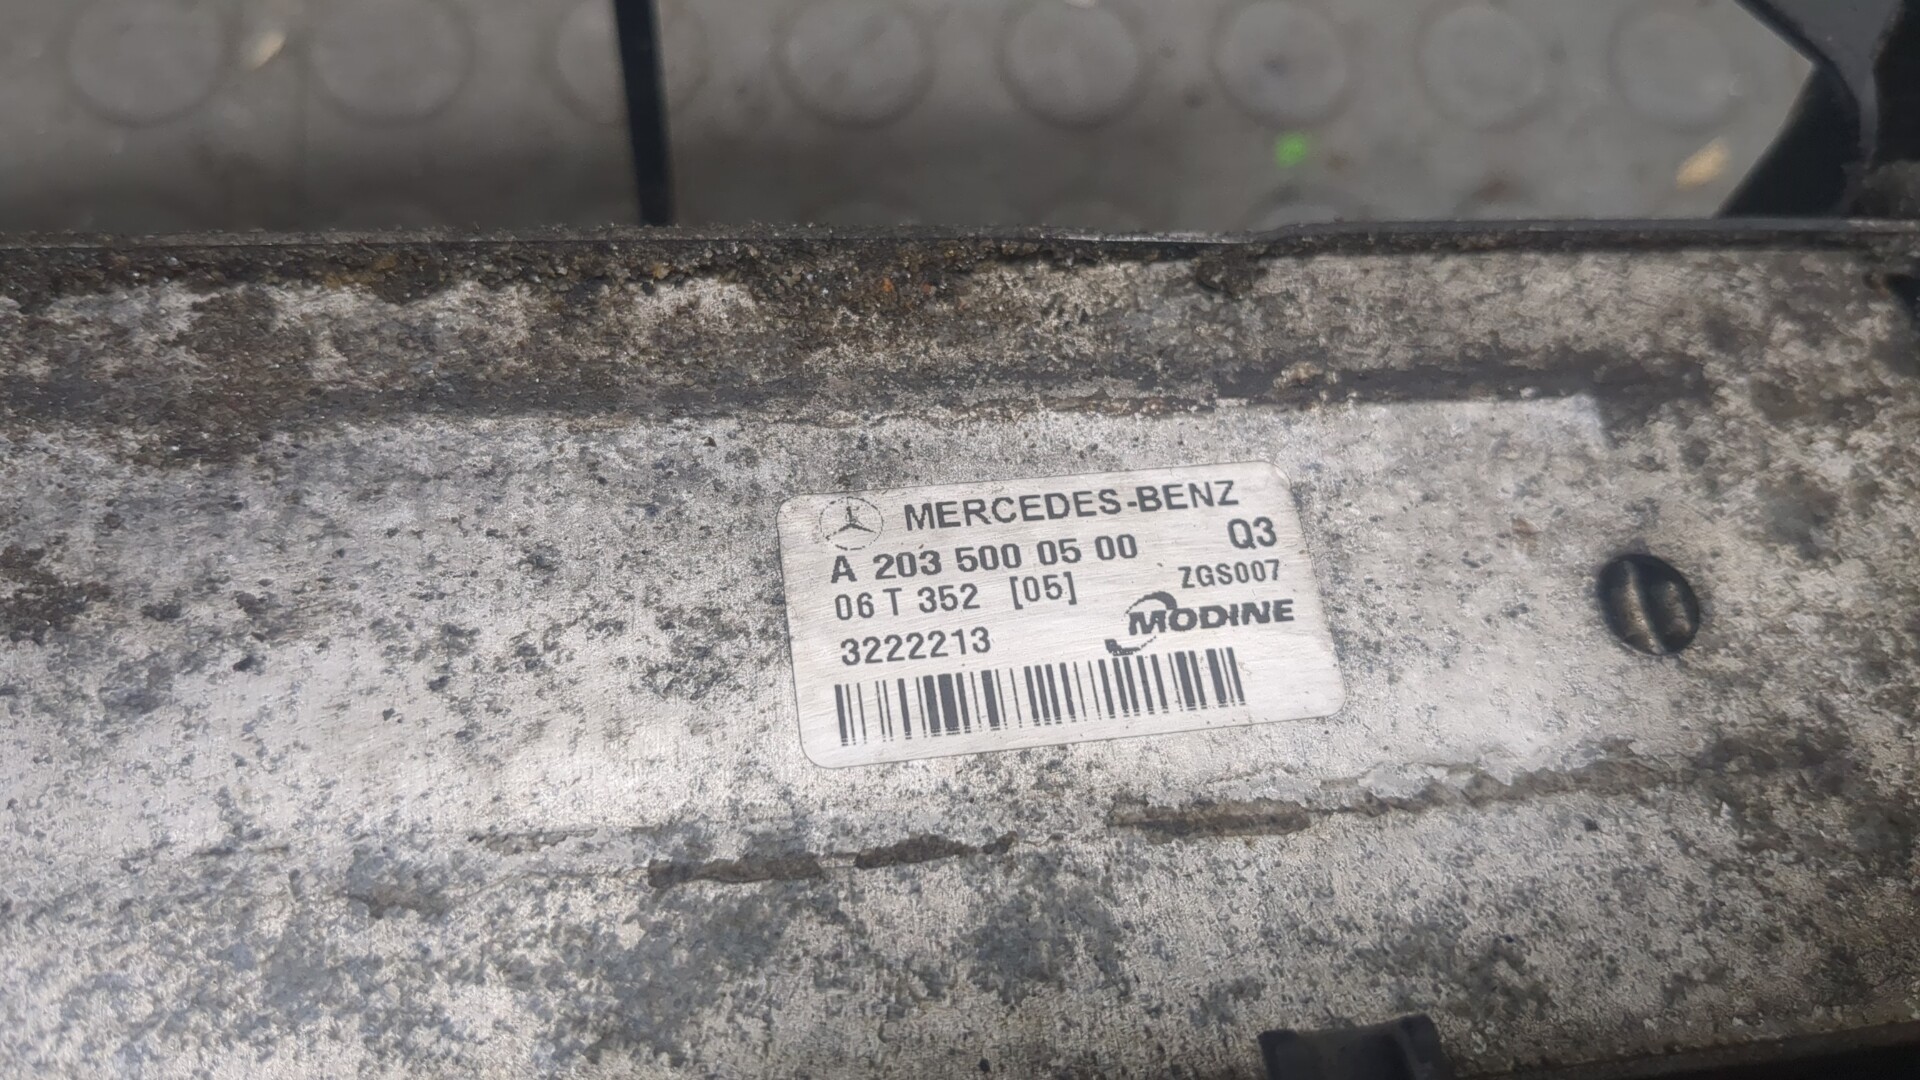 MERCEDES-BENZ
A 203 500 05 00 Q3
06 T 352 [05] ZGS007
3222213 MODINE